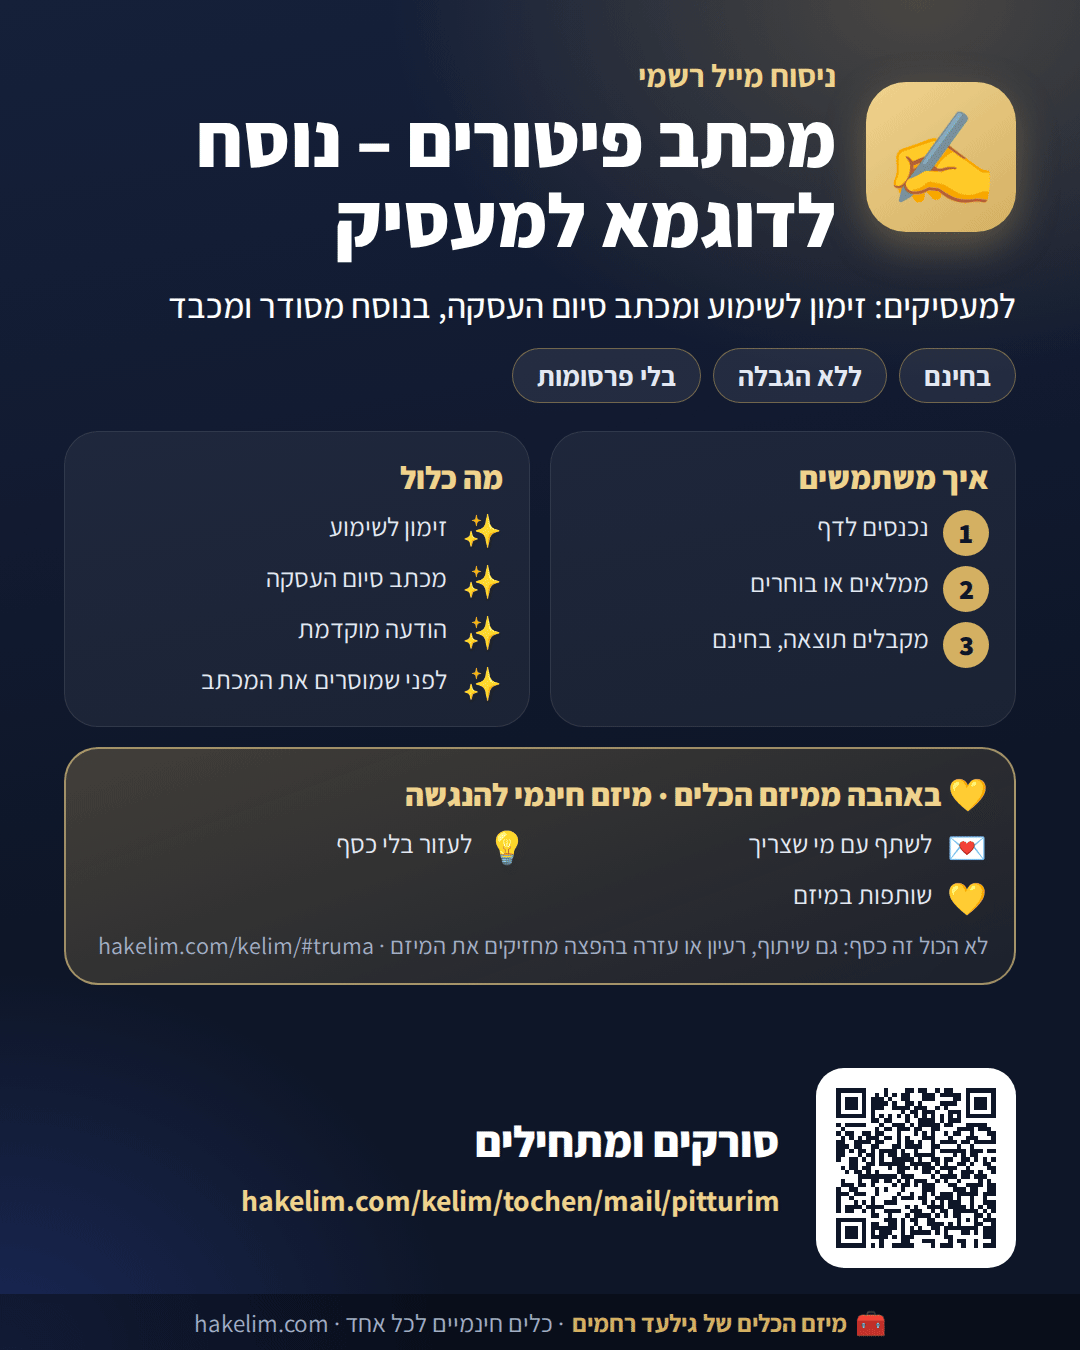 ניסוח מייל רשמי
מכתב פיטורים – נוסח
לדוגמא למעסיק
למעסיקים: זימון לשימוע ומכתב סיום העסקה, בנוסח מסודר ומכבד
בחינם
ללא הגבלה
בלי פרסומות
איך משתמשים
1 נכנסים לדף
2 ממלאים או בוחרים
3 מקבלים תוצאה, בחינם
מה כלול
✨ זימון לשימוע
✨ מכתב סיום העסקה
✨ הודעה מוקדמת
✨ לפני שמוסרים את המכתב
💛 באהבה ממיזם הכלים · מיזם חינמי להנגשה
💌 לשתף עם מי שצריך
💡 לעזור בלי כסף
💛 שותפות במיזם
לא הכול זה כסף: גם שיתוף, רעיון או עזרה בהפצה מחזיקים את המיזם · hakelim.com/kelim/#truma
סורקים ומתחילים
hakelim.com/kelim/tochen/mail/pitturim
🧰 מיזם הכלים של גילעד רחמים · כלים חינמיים לכל אחד · hakelim.com